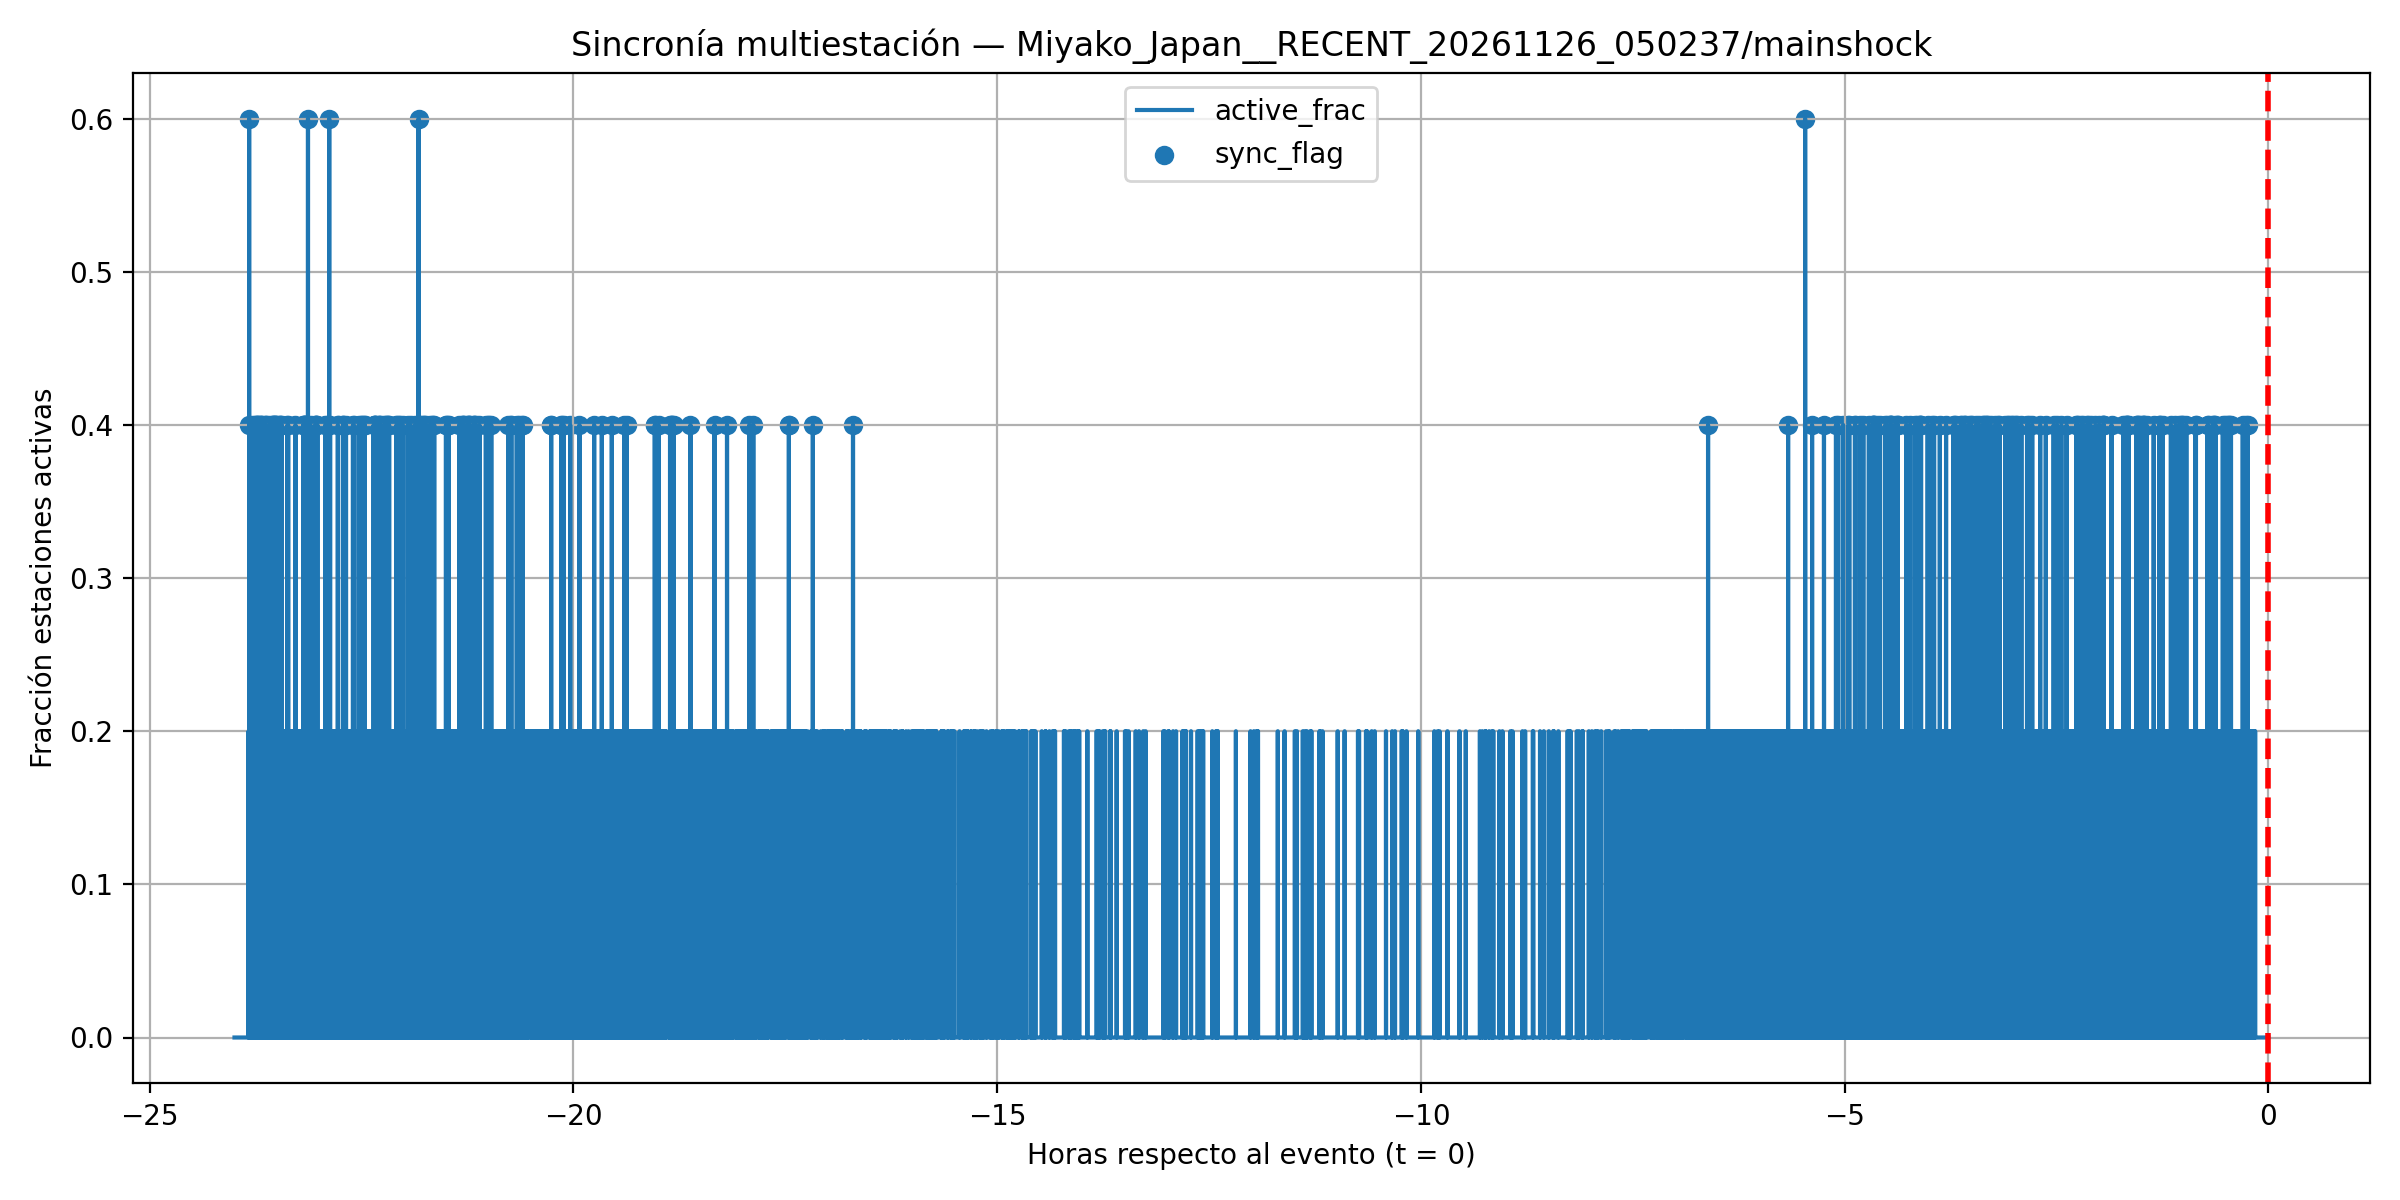 Sincronía multiestación — Miyako_Japan__RECENT_20261126_050237/mainshock
active_frac
sync_flag
Fracción estaciones activas
0.6
0.5
0.4
0.3
0.2
0.1
0.0
−25 −20 −15 −10 −5 0
Horas respecto al evento (t = 0)